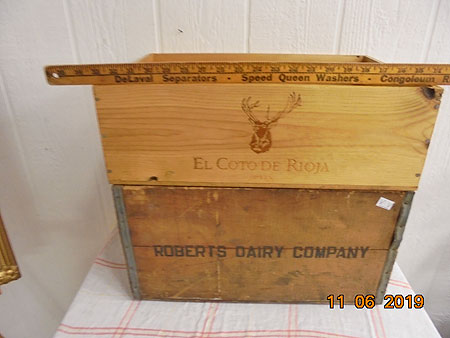 DeLaval Separators - Speed Queen Washers - Congoleum R
EL COTO DE RIOJA
ROBERTS DAIRY COMPANY
11 06 2019